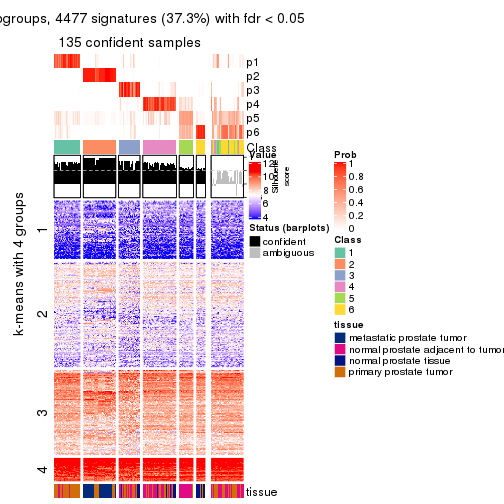 ogroups, 4477 signatures (37.3%) with fdr < 0.05
135 confident samples
p1
p2
p3
p4
p5
p6
Class
Value
12
10
8
6
4
silhouette
score
Prob
1
0.8
0.6
0.4
0.2
0
Status (barplots)
confident
ambiguous
Class
1
2
3
4
5
6
tissue
metastatic prostate tumor
normal prostate adjacent to tumor
normal prostate tissue
primary prostate tumor
k-means with 4 groups
1
2
3
4
tissue